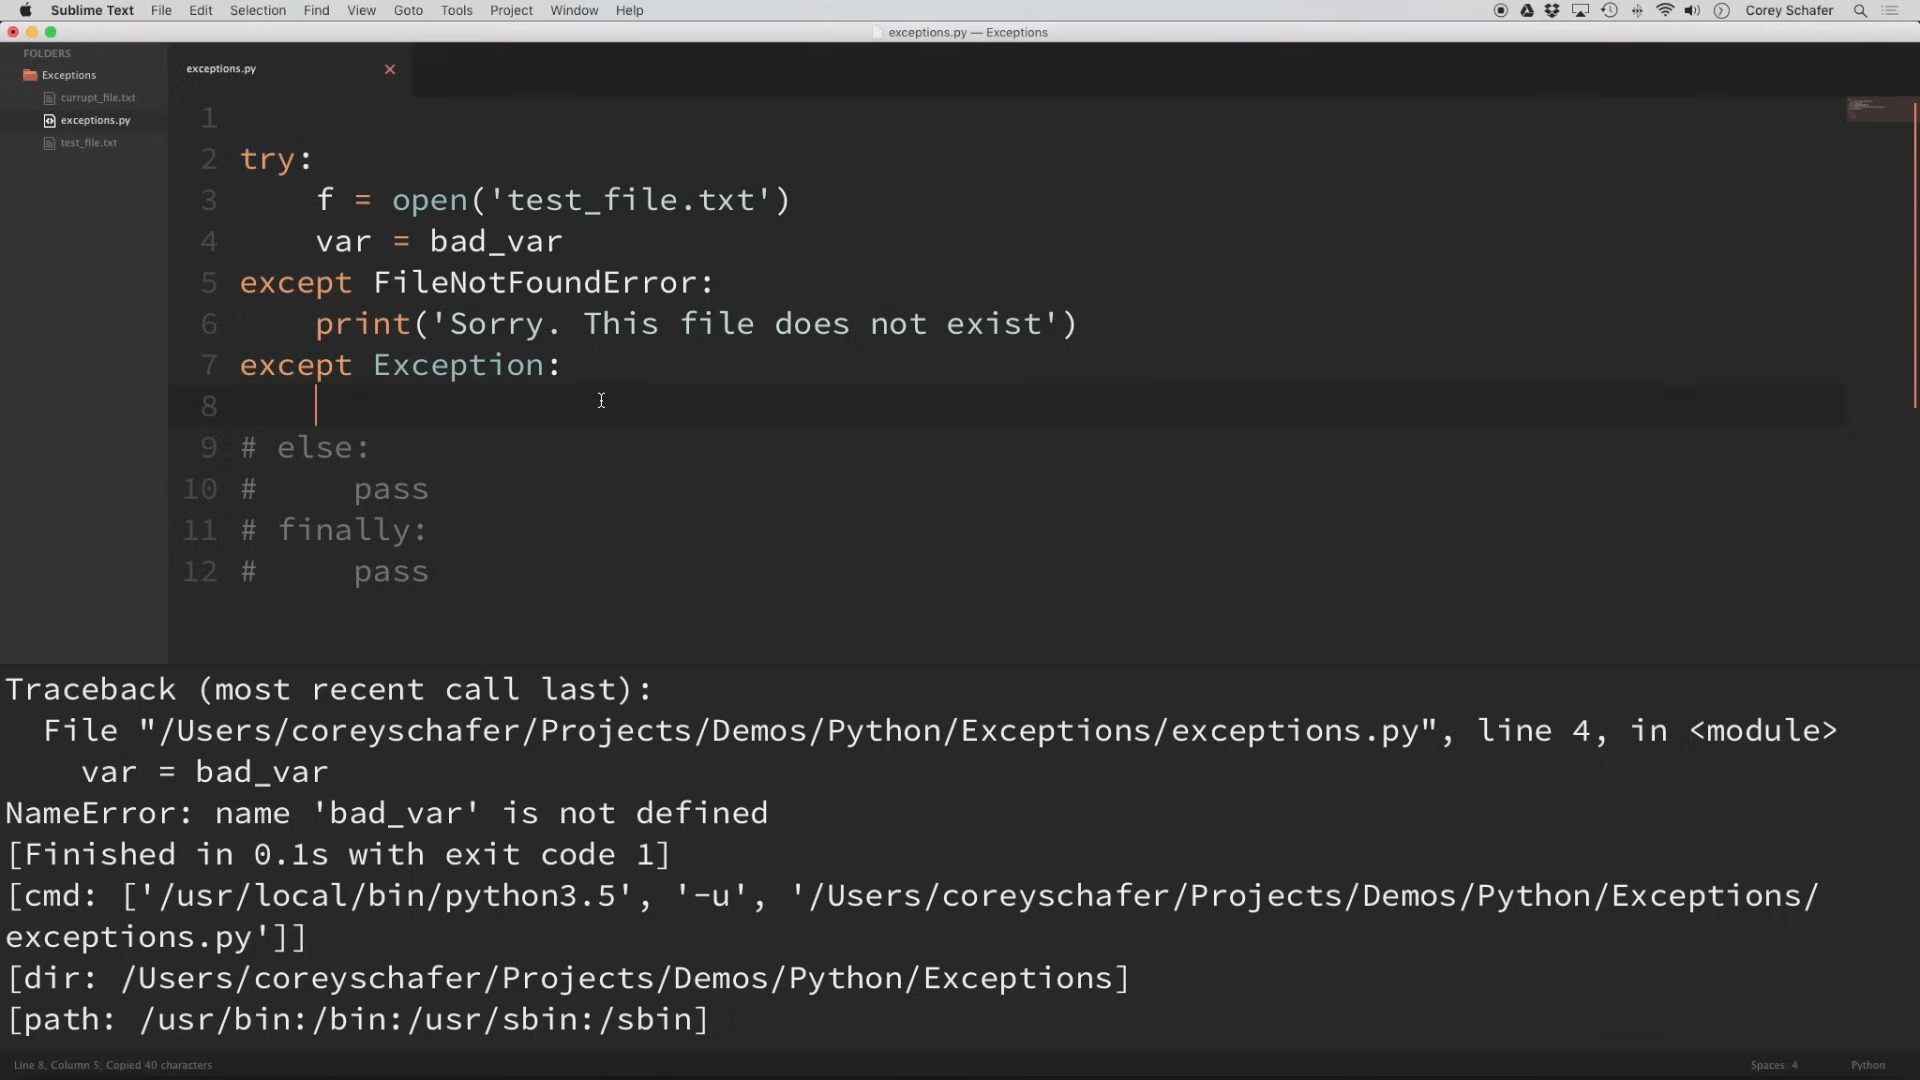 Sublime Text File Edit Selection Find View Goto Tools Project Window Help Corey Schafer
exceptions.py — Exceptions
FOLDERS
Exceptions
currupt_file.txt
exceptions.py
test_file.txt
exceptions.py
1
2 try:
3     f = open('test_file.txt')
4     var = bad_var
5 except FileNotFoundError:
6     print('Sorry. This file does not exist')
7 except Exception:
8
9 # else:
10 #     pass
11 # finally:
12 #     pass
Traceback (most recent call last):
  File "/Users/coreyschafer/Projects/Demos/Python/Exceptions/exceptions.py", line 4, in <module>
    var = bad_var
NameError: name 'bad_var' is not defined
[Finished in 0.1s with exit code 1]
[cmd: ['/usr/local/bin/python3.5', '-u', '/Users/coreyschafer/Projects/Demos/Python/Exceptions/
exceptions.py']]
[dir: /Users/coreyschafer/Projects/Demos/Python/Exceptions]
[path: /usr/bin:/bin:/usr/sbin:/sbin]
Line 8, Column 5; Copied 40 characters Spaces: 4 Python